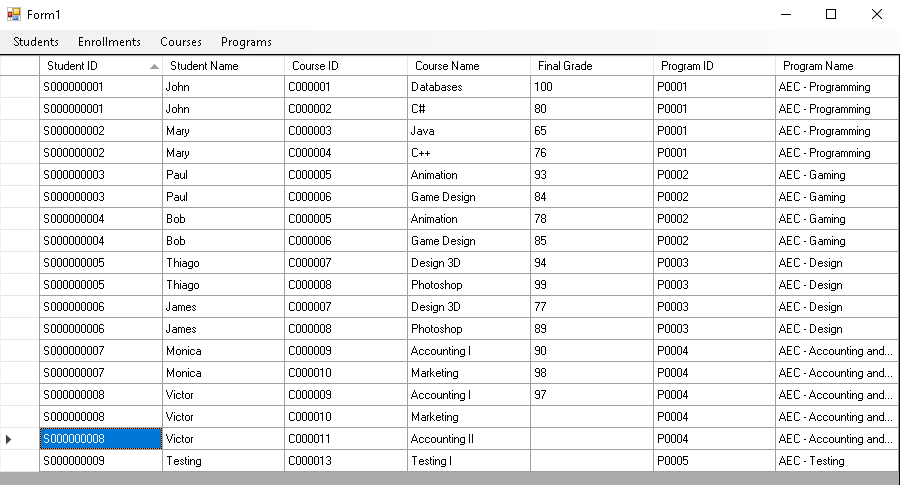 Form1
Students Enrollments Courses Programs
Student ID Student Name Course ID Course Name Final Grade Program ID Program Name
S000000001 John C000001 Databases 100 P0001 AEC - Programming
S000000001 John C000002 C# 80 P0001 AEC - Programming
S000000002 Mary C000003 Java 65 P0001 AEC - Programming
S000000002 Mary C000004 C++ 76 P0001 AEC - Programming
S000000003 Paul C000005 Animation 93 P0002 AEC - Gaming
S000000003 Paul C000006 Game Design 84 P0002 AEC - Gaming
S000000004 Bob C000005 Animation 78 P0002 AEC - Gaming
S000000004 Bob C000006 Game Design 85 P0002 AEC - Gaming
S000000005 Thiago C000007 Design 3D 94 P0003 AEC - Design
S000000005 Thiago C000008 Photoshop 99 P0003 AEC - Design
S000000006 James C000007 Design 3D 77 P0003 AEC - Design
S000000006 James C000008 Photoshop 89 P0003 AEC - Design
S000000007 Monica C000009 Accounting I 90 P0004 AEC - Accounting and...
S000000007 Monica C000010 Marketing 98 P0004 AEC - Accounting and...
S000000008 Victor C000009 Accounting I 97 P0004 AEC - Accounting and...
S000000008 Victor C000010 Marketing P0004 AEC - Accounting and...
S000000008 Victor C000011 Accounting II P0004 AEC - Accounting and...
S000000009 Testing C000013 Testing I P0005 AEC - Testing